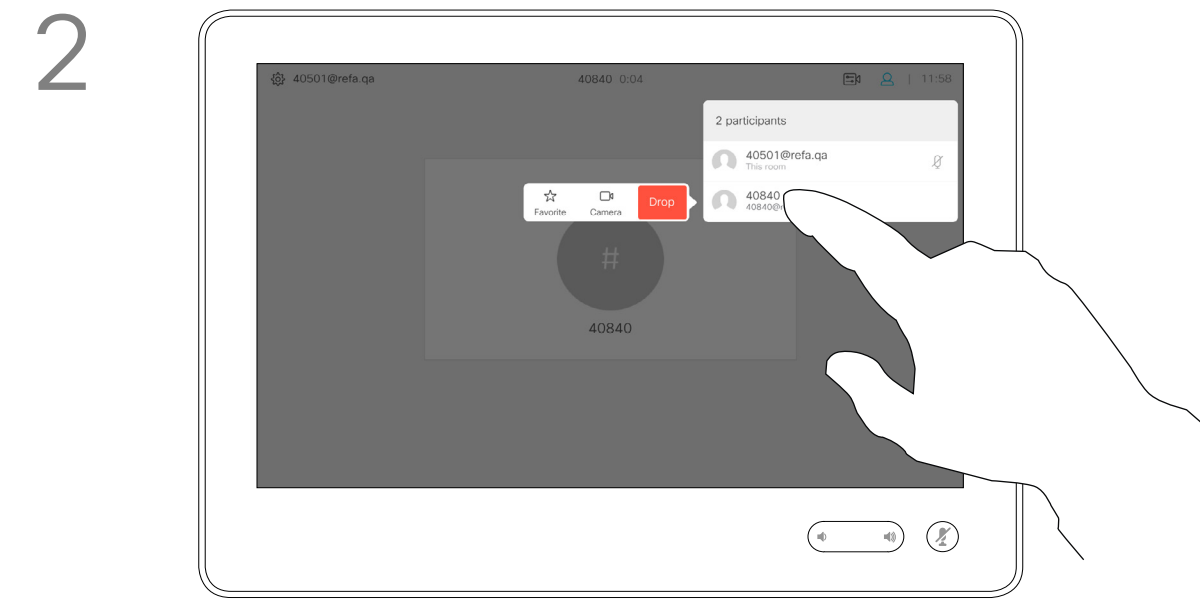 2
40501@refa.qa
40840 0:04
| 11:58
2 participants
40501@refa.qa
This room
40840
Favorite
Camera
Drop
#
40840